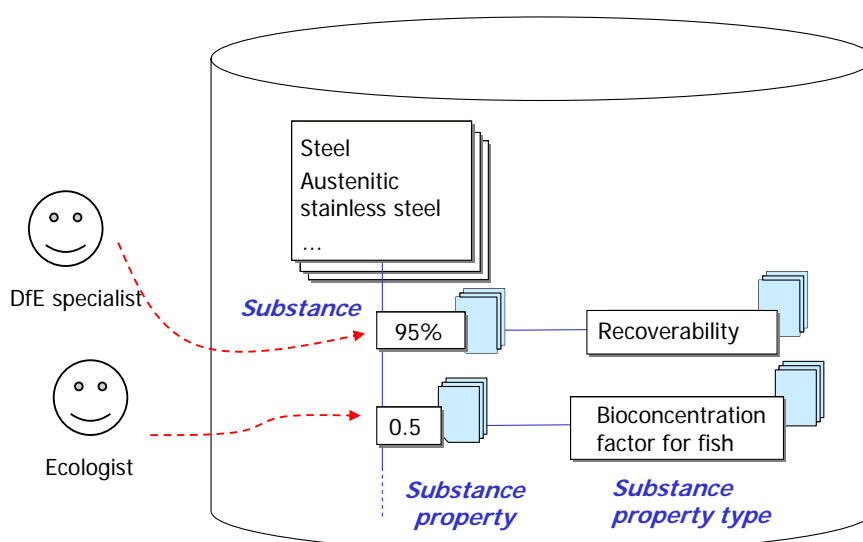 Steel
Austenitic
stainless steel
…
DfE specialist
Substance
95%
Recoverability
Ecologist
0.5
Bioconcentration
factor for fish
Substance
property
Substance
property type